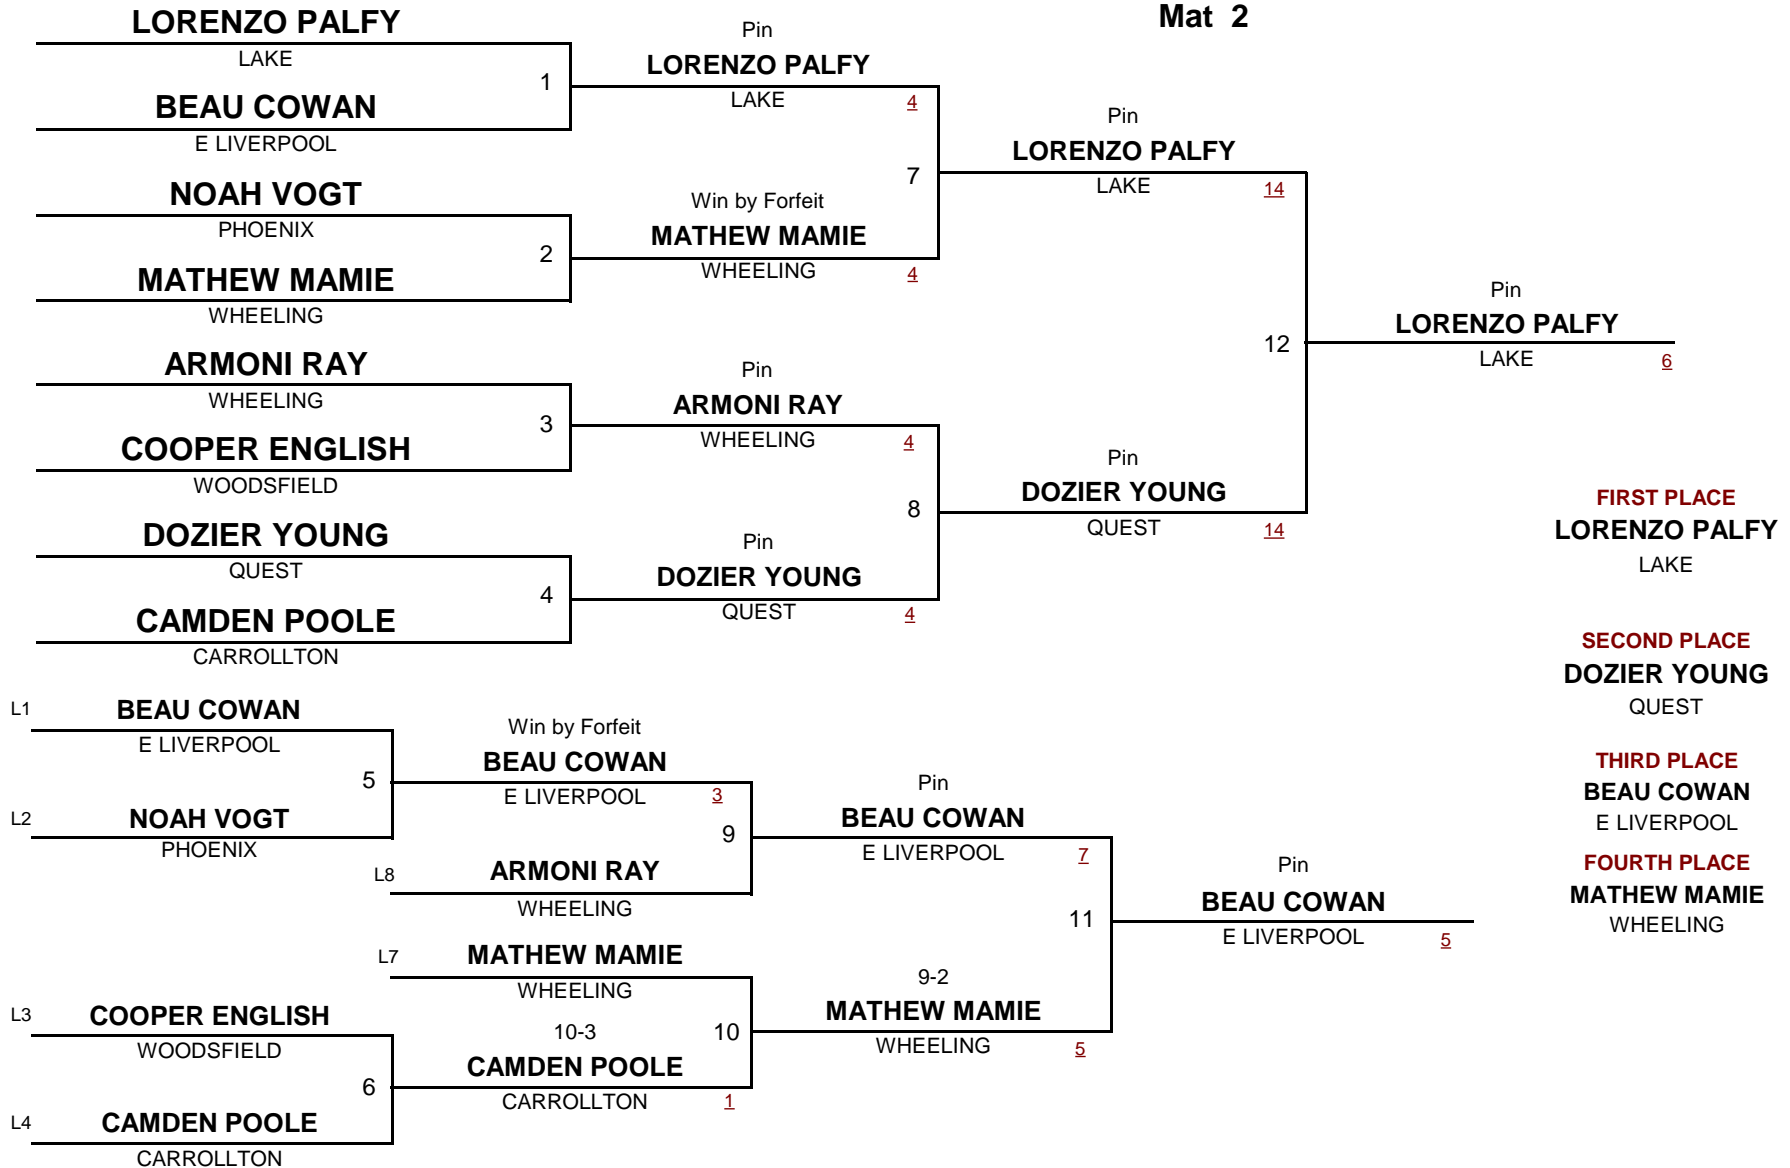 Mat 2
LORENZO PALFY
LAKE
1
BEAU COWAN
E LIVERPOOL
NOAH VOGT
PHOENIX
2
MATHEW MAMIE
WHEELING
ARMONI RAY
WHEELING
3
COOPER ENGLISH
WOODSFIELD
DOZIER YOUNG
QUEST
4
CAMDEN POOLE
CARROLLTON
Pin
LORENZO PALFY
LAKE 4
7
Win by Forfeit
MATHEW MAMIE
WHEELING 4
Pin
ARMONI RAY
WHEELING 4
8
Pin
DOZIER YOUNG
QUEST 4
Pin
LORENZO PALFY
LAKE 14
12
Pin
DOZIER YOUNG
QUEST 14
Pin
LORENZO PALFY
LAKE 6
FIRST PLACE
LORENZO PALFY
LAKE
SECOND PLACE
DOZIER YOUNG
QUEST
THIRD PLACE
BEAU COWAN
E LIVERPOOL
FOURTH PLACE
MATHEW MAMIE
WHEELING
L1 BEAU COWAN
E LIVERPOOL
5
L2 NOAH VOGT
PHOENIX
Win by Forfeit
BEAU COWAN
E LIVERPOOL 3
9
L8 ARMONI RAY
WHEELING
L7 MATHEW MAMIE
WHEELING
L3 COOPER ENGLISH
WOODSFIELD
6
L4 CAMDEN POOLE
CARROLLTON
10-3
10
CAMDEN POOLE
CARROLLTON 1
Pin
BEAU COWAN
E LIVERPOOL 7
11
9-2
MATHEW MAMIE
WHEELING 5
Pin
BEAU COWAN
E LIVERPOOL 5